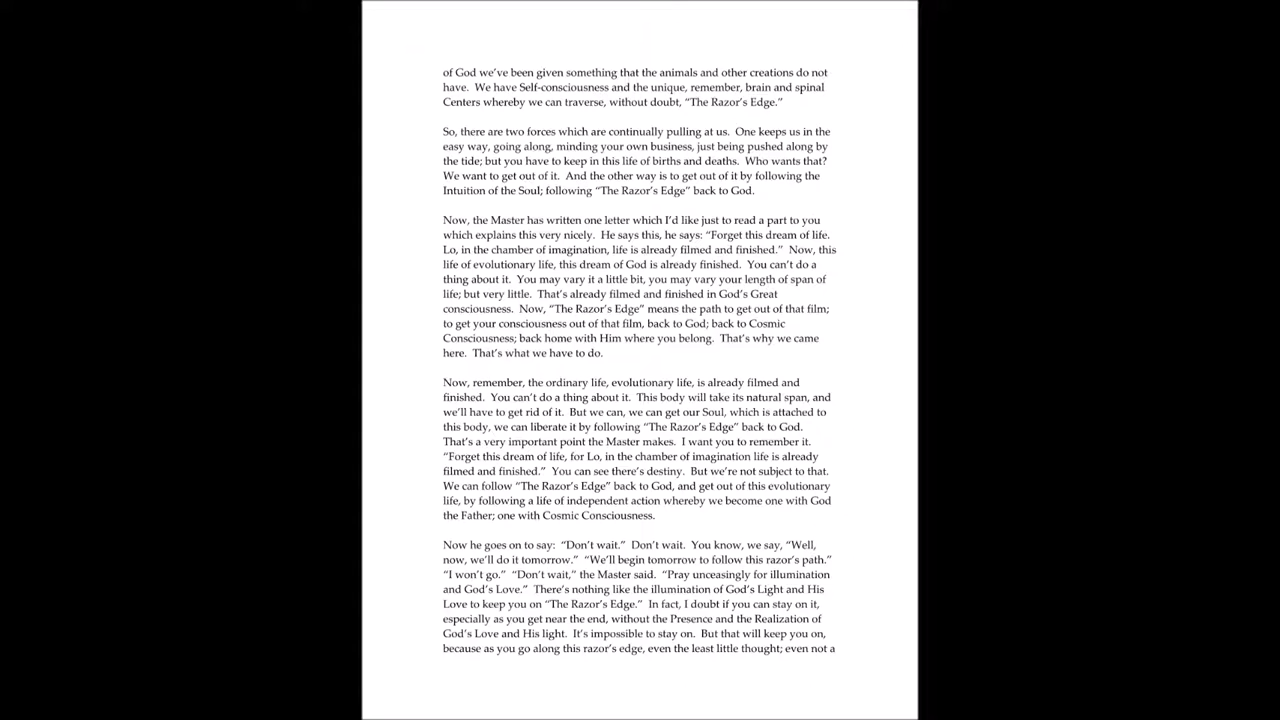 of God we’ve been given something that the animals and other creations do not
have.  We have Self-consciousness and the unique, remember, brain and spinal
Centers whereby we can traverse, without doubt, “The Razor’s Edge.”
So, there are two forces which are continually pulling at us.  One keeps us in the
easy way, going along, minding your own business, just being pushed along by
the tide; but you have to keep in this life of births and deaths.  Who wants that?
We want to get out of it.  And the other way is to get out of it by following the
Intuition of the Soul; following “The Razor’s Edge” back to God.
Now, the Master has written one letter which I’d like just to read a part to you
which explains this very nicely.  He says this, he says: “Forget this dream of life.
Lo, in the chamber of imagination, life is already filmed and finished.”  Now, this
life of evolutionary life, this dream of God is already finished.  You can’t do a
thing about it.  You may vary it a little bit, you may vary your length of span of
life; but very little.  That’s already filmed and finished in God’s Great
consciousness.  Now, “The Razor’s Edge” means the path to get out of that film;
to get your consciousness out of that film, back to God; back to Cosmic
Consciousness; back home with Him where you belong.  That’s why we came
here.  That’s what we have to do.
Now, remember, the ordinary life, evolutionary life, is already filmed and
finished.  You can’t do a thing about it.  This body will take its natural span, and
we’ll have to get rid of it.  But we can, we can get our Soul, which is attached to
this body, we can liberate it by following “The Razor’s Edge” back to God.
That’s a very important point the Master makes.  I want you to remember it.
“Forget this dream of life, for Lo, in the chamber of imagination life is already
filmed and finished.”  You can see there’s destiny.  But we’re not subject to that.
We can follow “The Razor’s Edge” back to God, and get out of this evolutionary
life, by following a life of independent action whereby we become one with God
the Father; one with Cosmic Consciousness.
Now he goes on to say:  “Don’t wait.”  Don’t wait.  You know, we say, “Well,
now, we’ll do it tomorrow.”  “We’ll begin tomorrow to follow this razor’s path.”
“I won’t go.”  “Don’t wait,” the Master said.  “Pray unceasingly for illumination
and God’s Love.”  There’s nothing like the illumination of God’s Light and His
Love to keep you on “The Razor’s Edge.”  In fact, I doubt if you can stay on it,
especially as you get near the end, without the Presence and the Realization of
God’s Love and His light.  It’s impossible to stay on.  But that will keep you on,
because as you go along this razor’s edge, even the least little thought; even not a